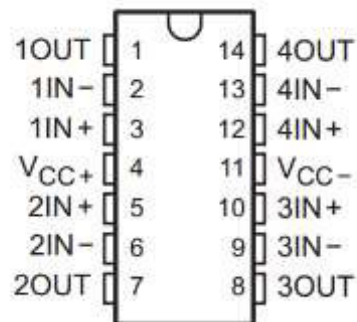 1OUT 1 14 4OUT
1IN− 2 13 4IN−
1IN+ 3 12 4IN+
VCC+ 4 11 VCC−
2IN+ 5 10 3IN+
2IN− 6 9 3IN−
2OUT 7 8 3OUT